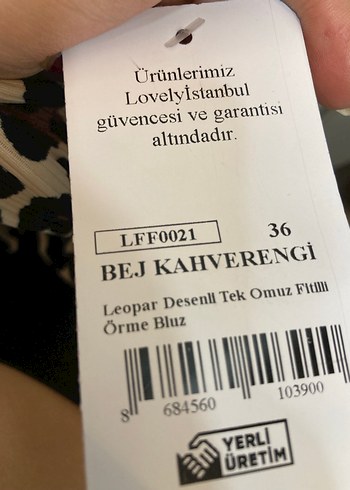 Ürünlerimiz
Lovelyİstanbul
güvencesi ve garantisi
altındadır.
LFF0021 36
BEJ KAHVERENGİ
Leopar Desenli Tek Omuz Fitilli
Örme Bluz
8 684560 103900
YERLİ
ÜRETİM